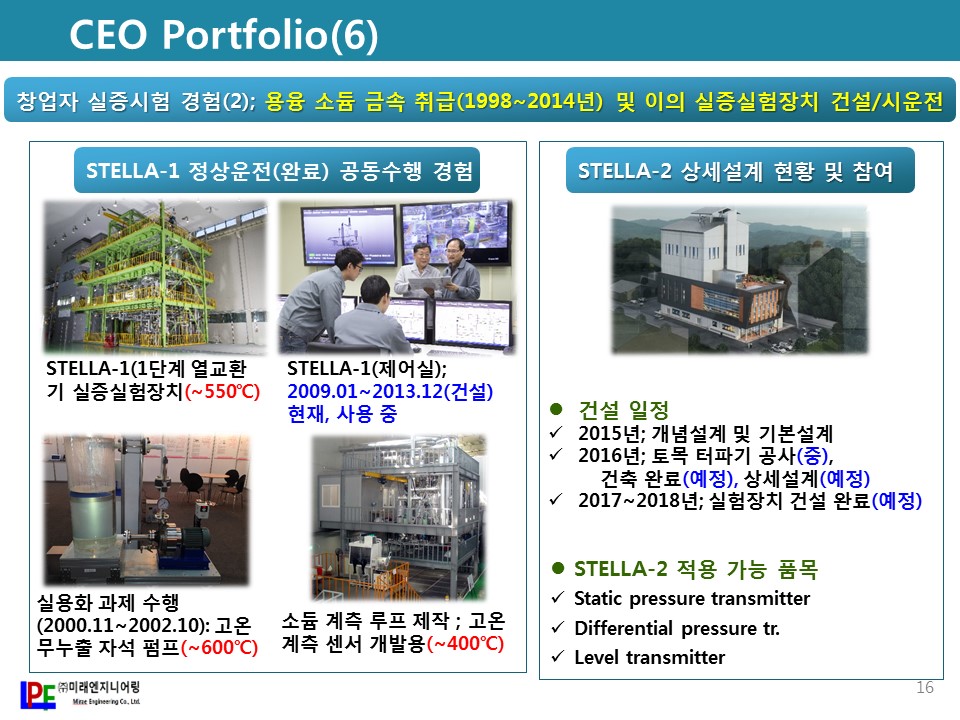 CEO Portfolio(6)
창업자 실증시험 경험(2); 용융 소듐 금속 취급(1998~2014년) 및 이의 실증실험장치 건설/시운전
STELLA-1 정상운전(완료) 공동수행 경험
STELLA-1(1단계 열교환
기 실증실험장치(~550℃)
STELLA-1(제어실);
2009.01~2013.12(건설)
현재, 사용 중
실용화 과제 수행
(2000.11~2002.10): 고온
무누출 자석 펌프(~600℃)
소듐 계측 루프 제작 ; 고온
계측 센서 개발용(~400℃)
STELLA-2 상세설계 현황 및 참여
● 건설 일정
✓ 2015년; 개념설계 및 기본설계
✓ 2016년; 토목 터파기 공사(중),
건축 완료(예정), 상세설계(예정)
✓ 2017~2018년; 실험장치 건설 완료(예정)
● STELLA-2 적용 가능 품목
✓ Static pressure transmitter
✓ Differential pressure tr.
✓ Level transmitter
LPE ㈜미래엔지니어링
Mirae Engineering Co., Ltd.
16